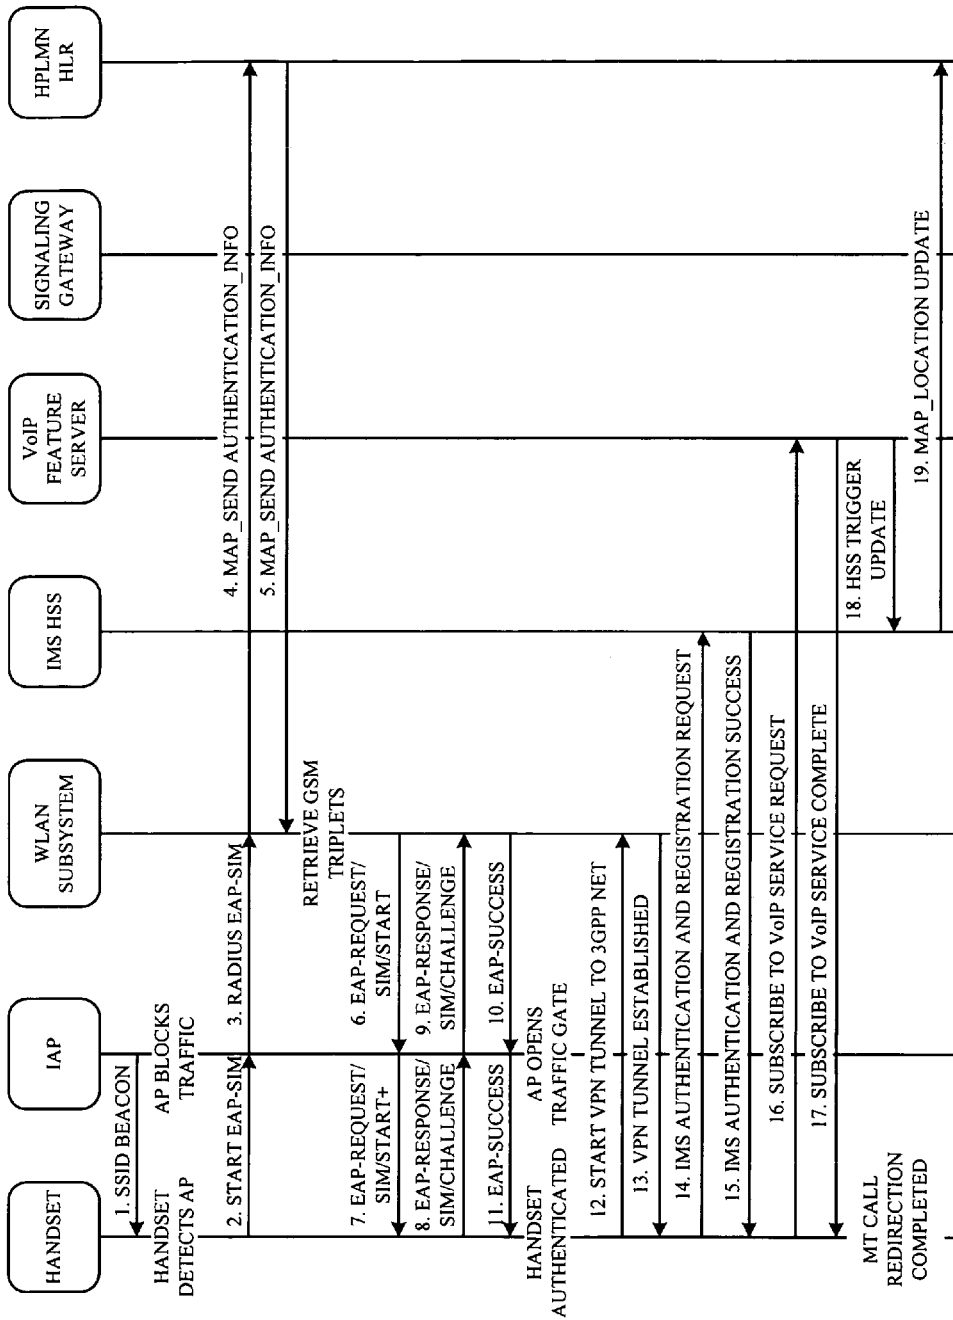 HANDSET
IAP
WLAN
SUBSYSTEM
IMS HSS
VoIP
FEATURE
SERVER
SIGNALING
GATEWAY
HPLMN
HLR
1. SSID BEACON
HANDSET
DETECTS AP
AP BLOCKS
TRAFFIC
2. START EAP-SIM
3. RADIUS EAP-SIM
4. MAP_SEND AUTHENTICATION_INFO
5. MAP_SEND AUTHENTICATION_INFO
RETRIEVE GSM
TRIPLETS
6. EAP-REQUEST/
SIM/START
7. EAP-REQUEST/
SIM/START+
8. EAP-RESPONSE/
SIM/CHALLENGE
9. EAP-RESPONSE/
SIM/CHALLENGE
10. EAP-SUCCESS
11. EAP-SUCCESS
HANDSET
AUTHENTICATED
AP OPENS
TRAFFIC GATE
12. START VPN TUNNEL TO 3GPP NET
13. VPN TUNNEL ESTABLISHED
14. IMS AUTHENTICATION AND REGISTRATION REQUEST
15. IMS AUTHENTICATION AND REGISTRATION SUCCESS
16. SUBSCRIBE TO VoIP SERVICE REQUEST
17. SUBSCRIBE TO VoIP SERVICE COMPLETE
MT CALL
REDIRECTION
COMPLETED
18. HSS TRIGGER
UPDATE
19. MAP_LOCATION UPDATE